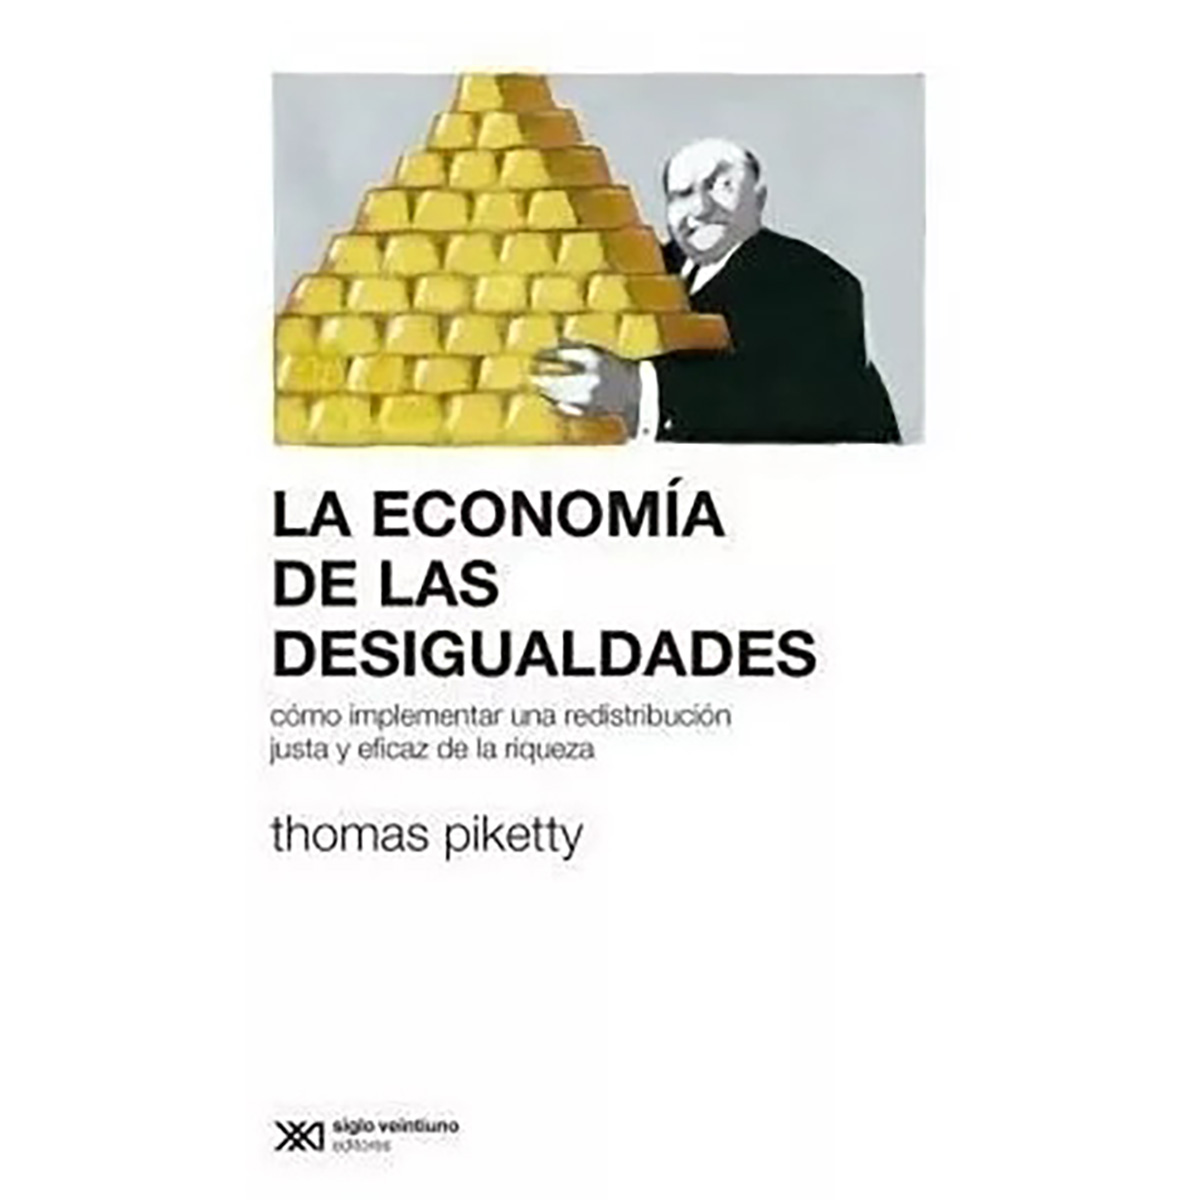 LA ECONOMÍA
DE LAS
DESIGUALDADES
cómo implementar una redistribución
justa y eficaz de la riqueza
thomas piketty
siglo veintiuno
editores